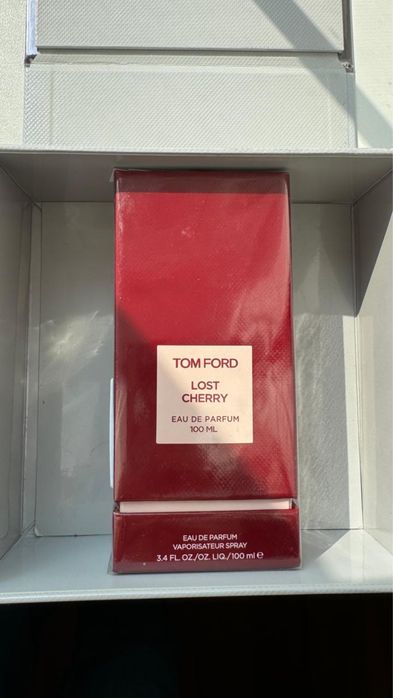 TOM FORD
LOST
CHERRY
EAU DE PARFUM
100 ML
EAU DE PARFUM
VAPORISATEUR SPRAY
3.4 FL. OZ./OZ. LIQ./100 ml ℮